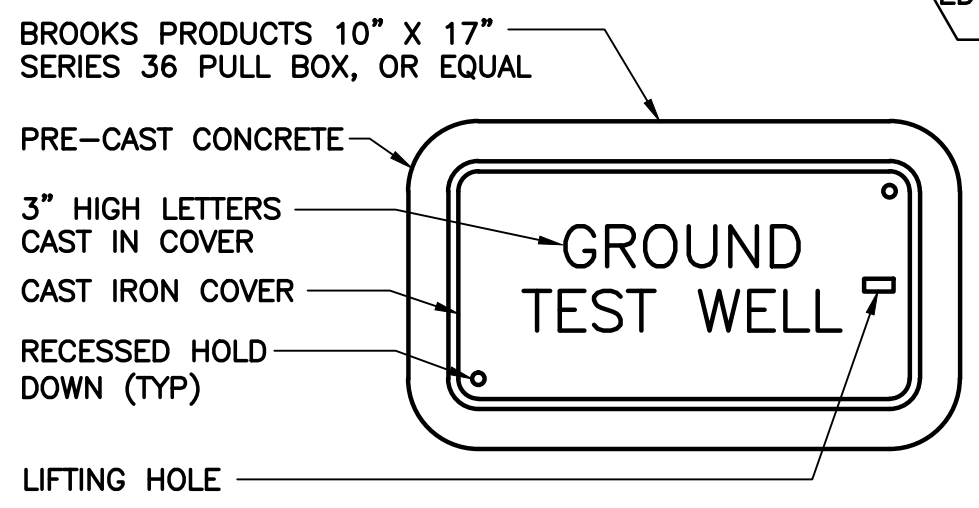 BROOKS PRODUCTS 10" X 17"
SERIES 36 PULL BOX, OR EQUAL
PRE-CAST CONCRETE
3" HIGH LETTERS
CAST IN COVER
CAST IRON COVER
RECESSED HOLD
DOWN (TYP)
LIFTING HOLE
GROUND
TEST WELL